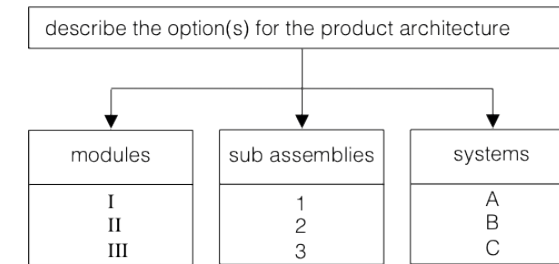 describe the option(s) for the product architecture
modules
I
II
III
sub assemblies
1
2
3
systems
A
B
C